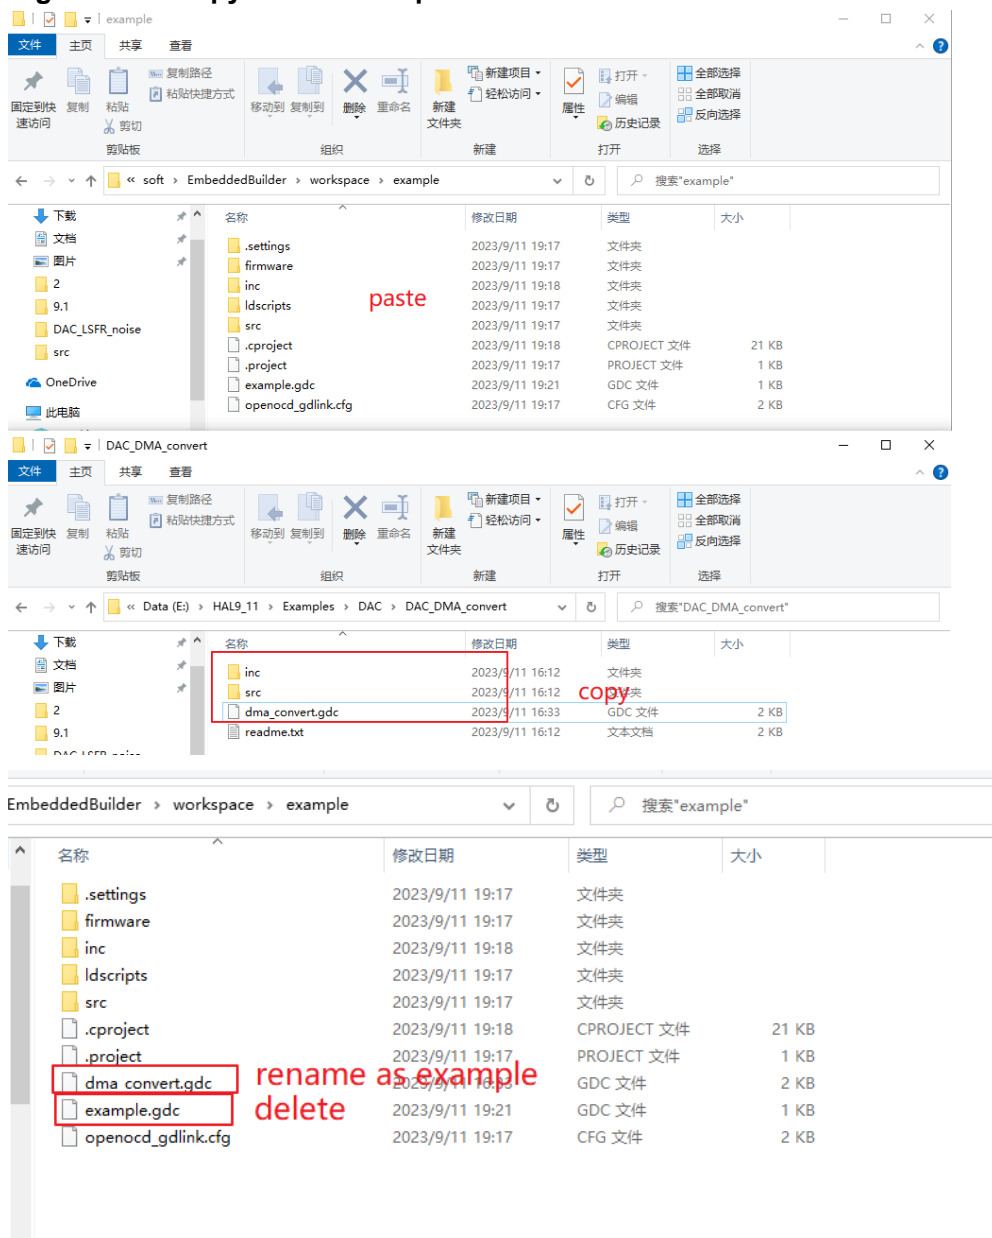 example
文件 主页 共享 查看
固定到快速访问 复制 粘贴 复制路径 粘贴快捷方式 剪切 移动到 复制到 删除 重命名 新建文件夹 新建项目 轻松访问 属性 打开 编辑 历史记录 全部选择 全部取消 反向选择
剪贴板 组织 新建 打开 选择
« soft › EmbeddedBuilder › workspace › example 搜索"example"
下载
文档
图片
2
9.1
DAC_LSFR_noise
src
OneDrive
此电脑
名称 修改日期 类型 大小
.settings 2023/9/11 19:17 文件夹
firmware 2023/9/11 19:17 文件夹
inc 2023/9/11 19:18 文件夹
ldscripts 2023/9/11 19:17 文件夹
src 2023/9/11 19:17 文件夹
.cproject 2023/9/11 19:18 CPROJECT 文件 21 KB
.project 2023/9/11 19:17 PROJECT 文件 1 KB
example.gdc 2023/9/11 19:21 GDC 文件 1 KB
openocd_gdlink.cfg 2023/9/11 19:17 CFG 文件 2 KB
paste
DAC_DMA_convert
文件 主页 共享 查看
固定到快速访问 复制 粘贴 复制路径 粘贴快捷方式 剪切 移动到 复制到 删除 重命名 新建文件夹 新建项目 轻松访问 属性 打开 编辑 历史记录 全部选择 全部取消 反向选择
剪贴板 组织 新建 打开 选择
« Data (E:) › HAL9_11 › Examples › DAC › DAC_DMA_convert 搜索"DAC_DMA_convert"
下载
文档
图片
2
9.1
名称 修改日期 类型 大小
inc 2023/9/11 16:12 文件夹
src 2023/9/11 16:12 文件夹
dma_convert.gdc 2023/9/11 16:33 GDC 文件 2 KB
readme.txt 2023/9/11 16:12 文本文档 2 KB
copy
EmbeddedBuilder › workspace › example 搜索"example"
名称 修改日期 类型 大小
.settings 2023/9/11 19:17 文件夹
firmware 2023/9/11 19:17 文件夹
inc 2023/9/11 19:18 文件夹
ldscripts 2023/9/11 19:17 文件夹
src 2023/9/11 19:17 文件夹
.cproject 2023/9/11 19:18 CPROJECT 文件 21 KB
.project 2023/9/11 19:17 PROJECT 文件 1 KB
dma_convert.gdc 2023/9/11 16:33 GDC 文件 2 KB
rename as example
example.gdc 2023/9/11 19:21 GDC 文件 1 KB
delete
openocd_gdlink.cfg 2023/9/11 19:17 CFG 文件 2 KB